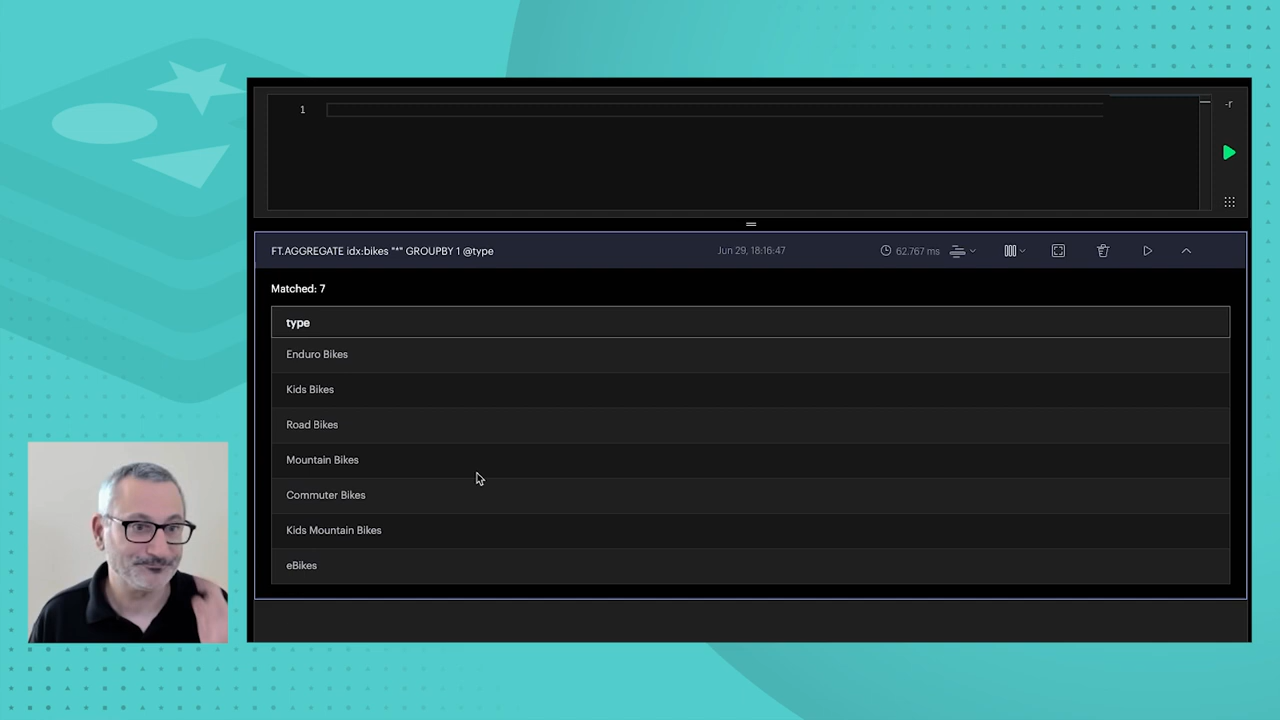 1
-r
FT.AGGREGATE idx:bikes "*" GROUPBY 1 @type
Jun 29, 18:16:47
62.767 ms
Matched: 7
type
Enduro Bikes
Kids Bikes
Road Bikes
Mountain Bikes
Commuter Bikes
Kids Mountain Bikes
eBikes